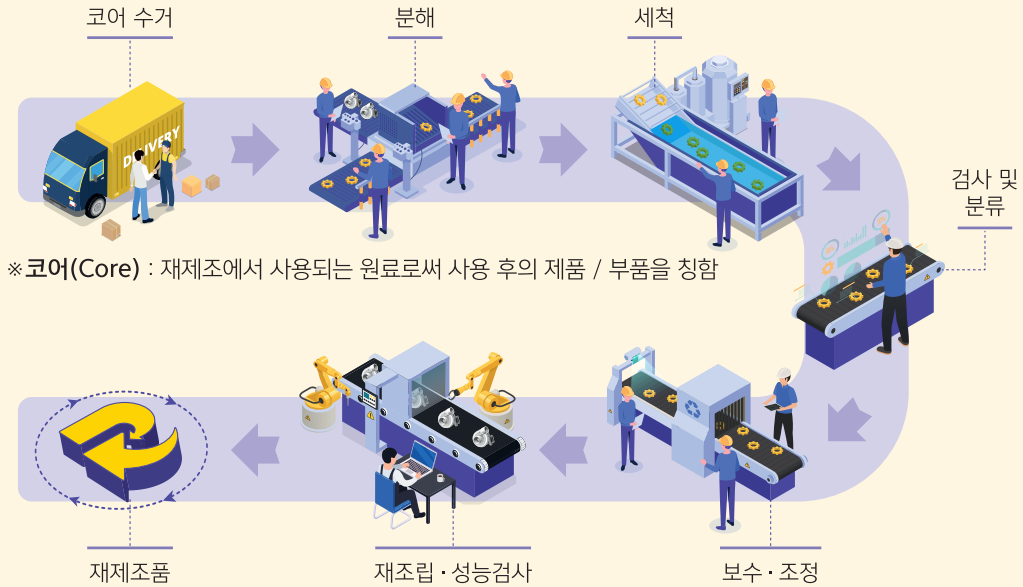 코어 수거
분해
세척
DELIVERY
검사 및
분류
※코어(Core) : 재제조에서 사용되는 원료로써 사용 후의 제품 / 부품을 칭함
재제조품
재조립 · 성능검사
보수 · 조정